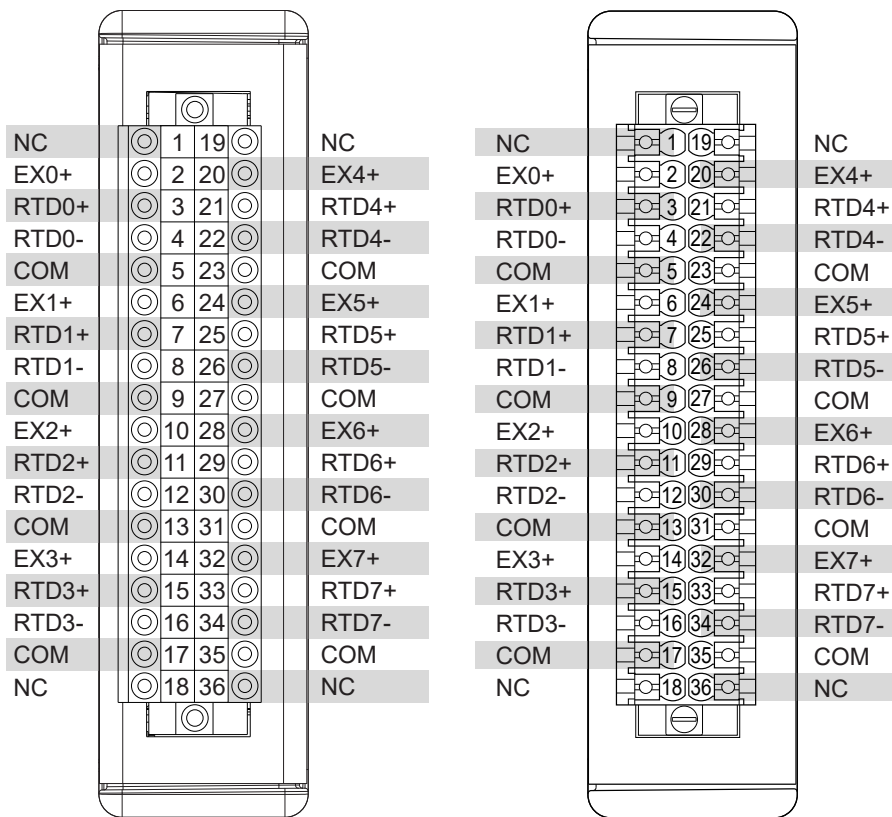 NC 1 19 NC
EX0+ 2 20 EX4+
RTD0+ 3 21 RTD4+
RTD0- 4 22 RTD4-
COM 5 23 COM
EX1+ 6 24 EX5+
RTD1+ 7 25 RTD5+
RTD1- 8 26 RTD5-
COM 9 27 COM
EX2+ 10 28 EX6+
RTD2+ 11 29 RTD6+
RTD2- 12 30 RTD6-
COM 13 31 COM
EX3+ 14 32 EX7+
RTD3+ 15 33 RTD7+
RTD3- 16 34 RTD7-
COM 17 35 COM
NC 18 36 NC
NC 1 19 NC
EX0+ 2 20 EX4+
RTD0+ 3 21 RTD4+
RTD0- 4 22 RTD4-
COM 5 23 COM
EX1+ 6 24 EX5+
RTD1+ 7 25 RTD5+
RTD1- 8 26 RTD5-
COM 9 27 COM
EX2+ 10 28 EX6+
RTD2+ 11 29 RTD6+
RTD2- 12 30 RTD6-
COM 13 31 COM
EX3+ 14 32 EX7+
RTD3+ 15 33 RTD7+
RTD3- 16 34 RTD7-
COM 17 35 COM
NC 18 36 NC